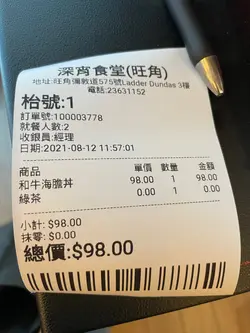 深宵食堂(旺角)
地址:旺角彌敦道575號Ladder Dundas 3樓
電話:23631152
枱號:1
訂單號:100003778
就餐人數:2
收銀員:經理
日期:2021-08-12 11:57:01
商品 單價 數量 金額
和牛海膽丼 98.00 1 98.00
綠茶 0.00 1 0.00
小計: $98.00
抹零: $0.00
總價:$98.00